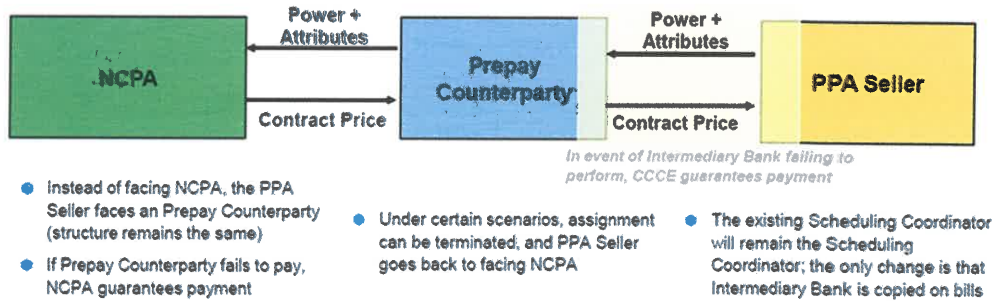 Power +
Attributes
Power +
Attributes
NCPA
Prepay
Counterparty
PPA Seller
Contract Price
Contract Price
In event of Intermediary Bank failing to
perform, CCCE guarantees payment
Instead of facing NCPA, the PPA
Seller faces an Prepay Counterparty
(structure remains the same)
If Prepay Counterparty fails to pay,
NCPA guarantees payment
Under certain scenarios, assignment
can be terminated, and PPA Seller
goes back to facing NCPA
The existing Scheduling Coordinator
will remain the Scheduling
Coordinator; the only change is that
Intermediary Bank is copied on bills